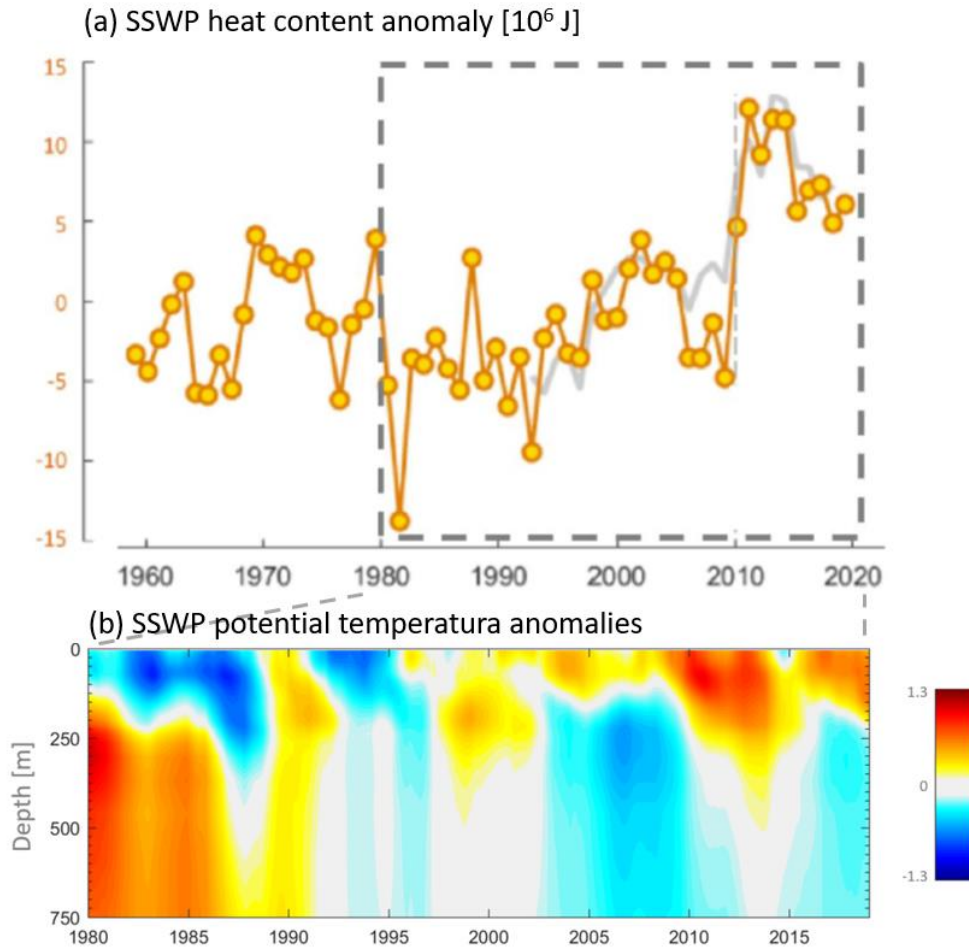 (a) SSWP heat content anomaly [10⁶ J]
15
10
5
0
-5
-10
-15
1960 1970 1980 1990 2000 2010 2020
(b) SSWP potential temperatura anomalies
0
250
500
750
Depth [m]
1.3
0
-1.3
1980 1985 1990 1995 2000 2005 2010 2015